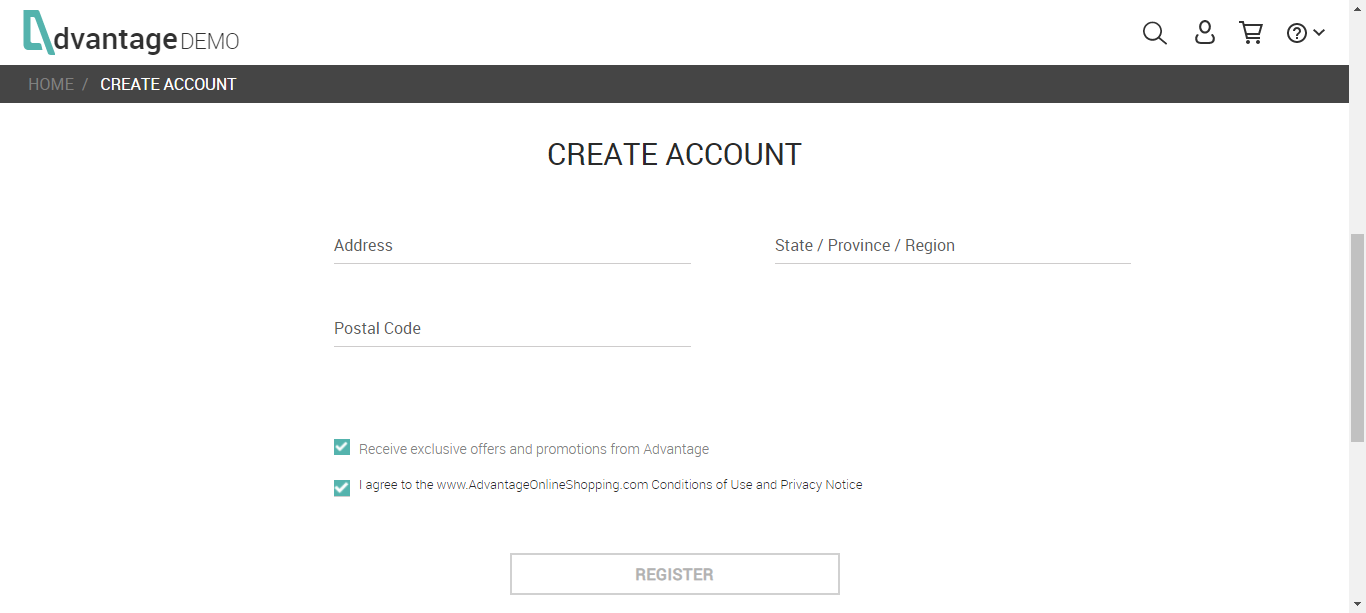 dvantage DEMO
HOME / CREATE ACCOUNT
CREATE ACCOUNT
Address State / Province / Region
Postal Code
Receive exclusive offers and promotions from Advantage
I agree to the www.AdvantageOnlineShopping.com Conditions of Use and Privacy Notice
REGISTER